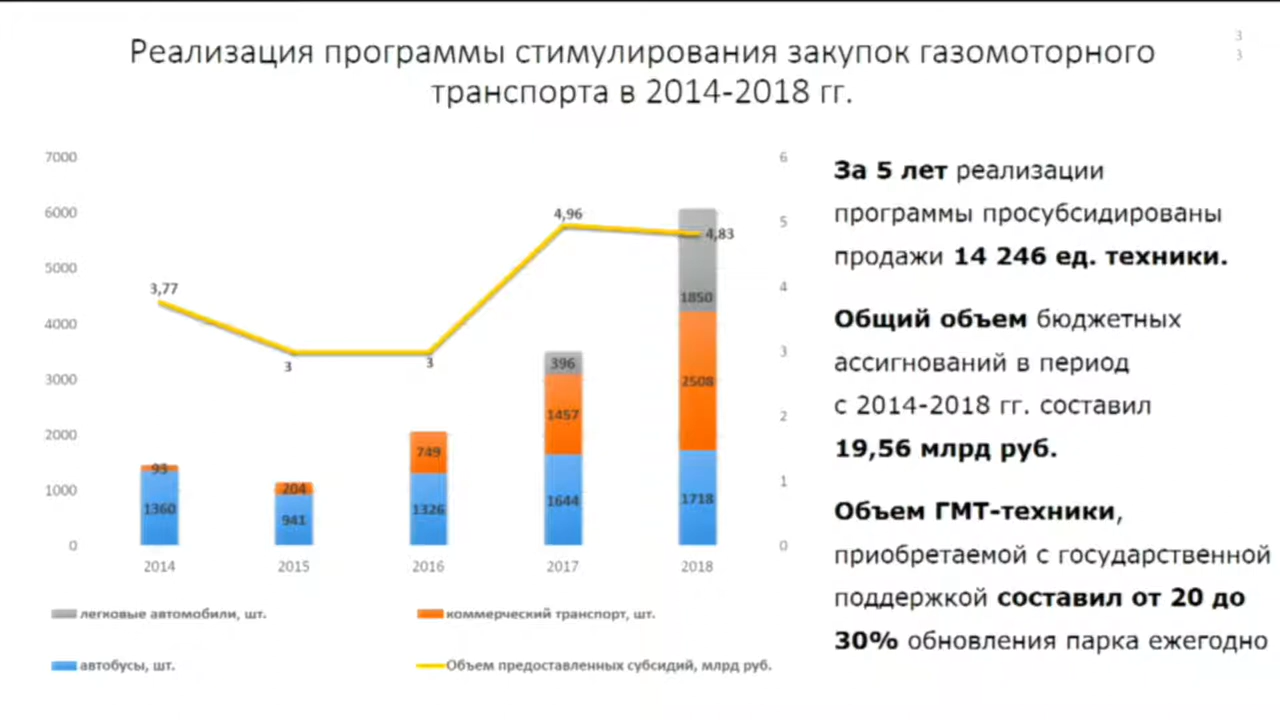 Реализация программы стимулирования закупок газомоторного
транспорта в 2014-2018 гг.
3
3
7000
6000
5000
4000
3000
2000
1000
0
6
5
4
3
2
1
0
3,77
3
3
4,96
4,83
93
1360
204
941
749
1326
396
1457
1644
1850
2508
1718
2014 2015 2016 2017 2018
легковые автомобили, шт.
коммерческий транспорт, шт.
автобусы, шт.
Объем предоставленных субсидий, млрд руб.
За 5 лет реализации
программы просубсидированы
продажи 14 246 ед. техники.
Общий объем бюджетных
ассигнований в период
с 2014-2018 гг. составил
19,56 млрд руб.
Объем ГМТ-техники,
приобретаемой с государственной
поддержкой составил от 20 до
30% обновления парка ежегодно